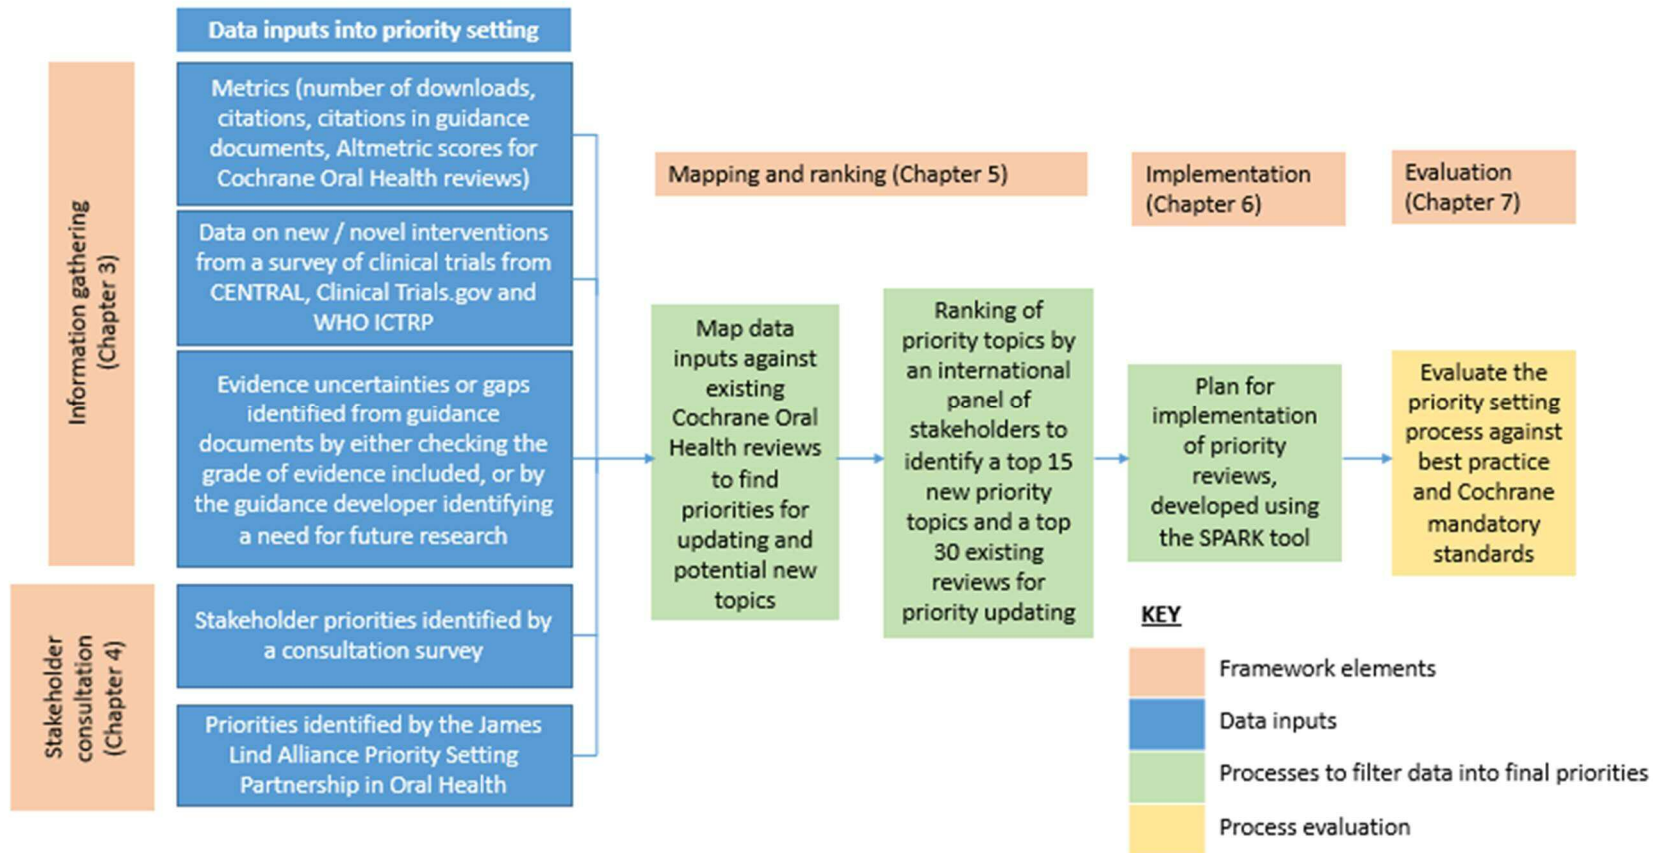 Data inputs into priority setting
Information gathering
(Chapter 3)
Metrics (number of downloads,
citations, citations in guidance
documents, Altmetric scores for
Cochrane Oral Health reviews)
Data on new / novel interventions
from a survey of clinical trials from
CENTRAL, Clinical Trials.gov and
WHO ICTRP
Evidence uncertainties or gaps
identified from guidance
documents by either checking the
grade of evidence included, or by
the guidance developer identifying
a need for future research
Stakeholder
consultation
(Chapter 4)
Stakeholder priorities identified by
a consultation survey
Priorities identified by the James
Lind Alliance Priority Setting
Partnership in Oral Health
Mapping and ranking (Chapter 5)
Map data
inputs against
existing
Cochrane Oral
Health reviews
to find
priorities for
updating and
potential new
topics
Ranking of
priority topics by
an international
panel of
stakeholders to
identify a top 15
new priority
topics and a top
30 existing
reviews for
priority updating
Implementation
(Chapter 6)
Plan for
implementation
of priority
reviews,
developed using
the SPARK tool
Evaluation
(Chapter 7)
Evaluate the
priority setting
process against
best practice
and Cochrane
mandatory
standards
KEY
Framework elements
Data inputs
Processes to filter data into final priorities
Process evaluation